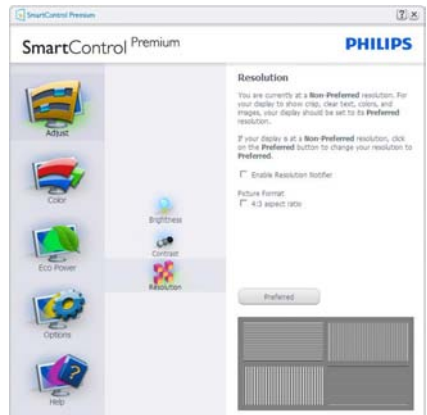 SmartControl Premium
SmartControl Premium
PHILIPS
Adjust
Color
Eco Power
Options
Help
Brightness
Contrast
Resolution
Resolution
You are currently at a Non-Preferred resolution. For
your display to show crisp, clear text, colors, and
images, your display should be set to its Preferred
resolution.
If your display is at a Non-Preferred resolution, click
on the Preferred button to change your resolution to
Preferred.
Enable Resolution Notifier
Picture Format
4:3 aspect ratio
Preferred